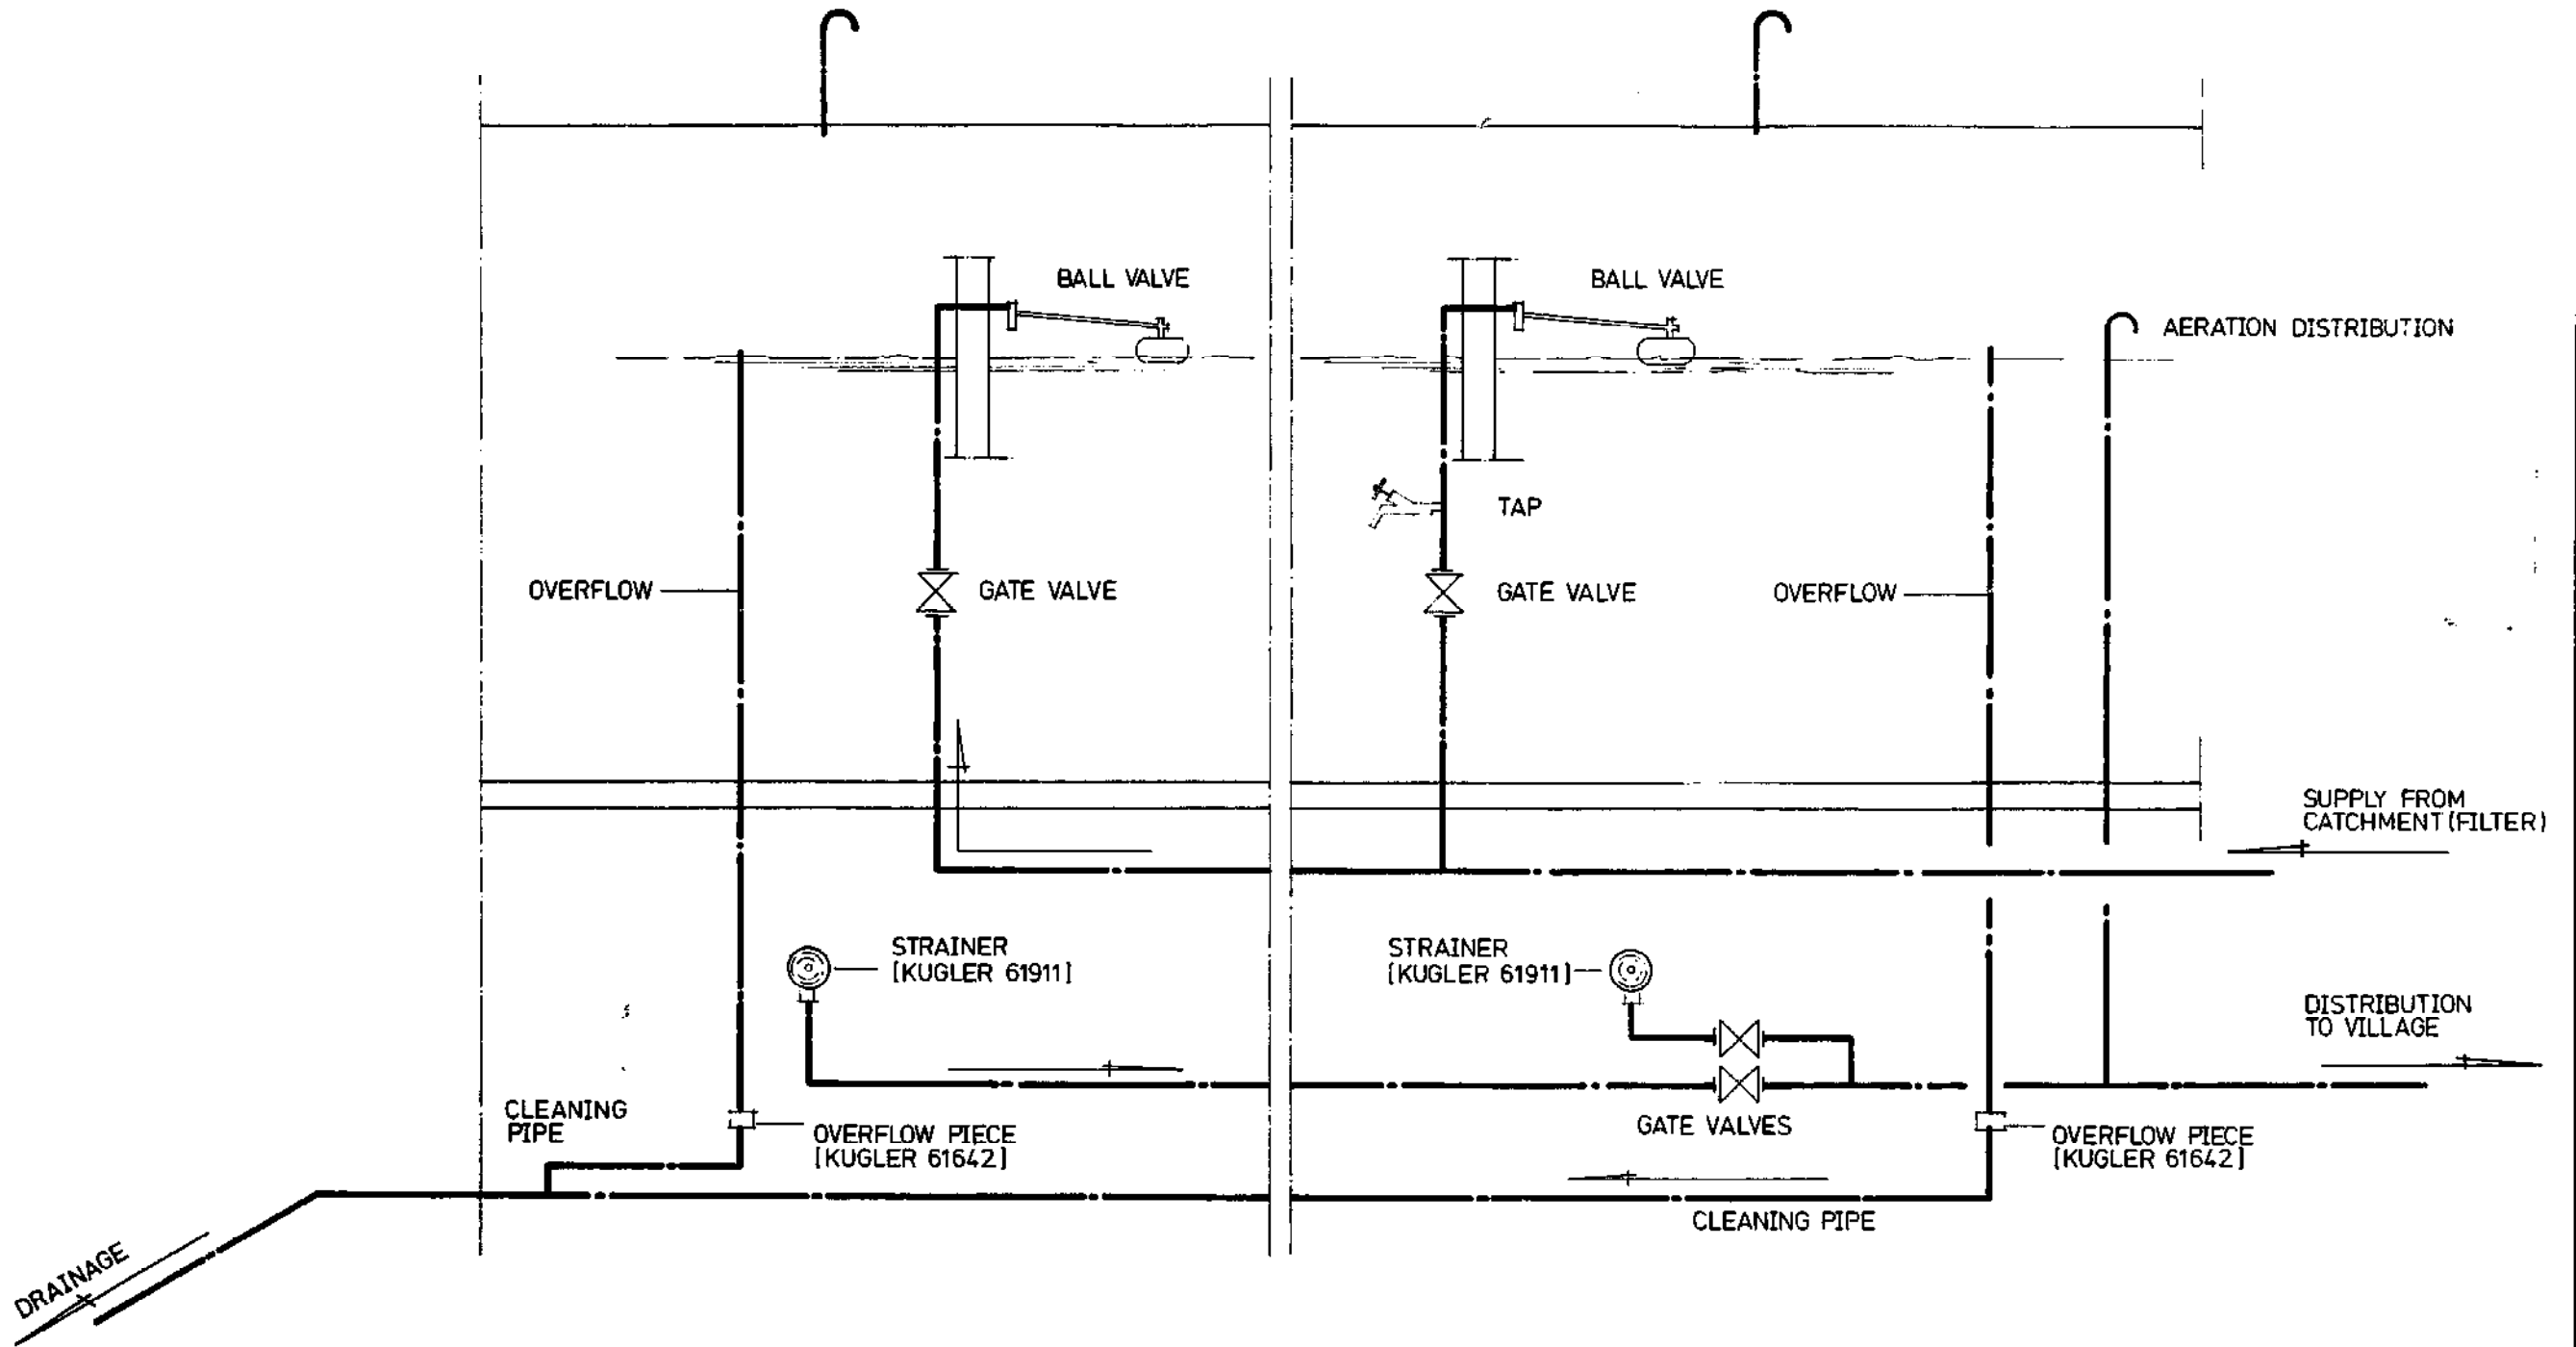 BALL VALVE
BALL VALVE
AERATION DISTRIBUTION
TAP
OVERFLOW
GATE VALVE
GATE VALVE
OVERFLOW
SUPPLY FROM
CATCHMENT (FILTER)
STRAINER
[KUGLER 61911]
STRAINER
[KUGLER 61911]
DISTRIBUTION
TO VILLAGE
CLEANING
PIPE
OVERFLOW PIECE
[KUGLER 61642]
GATE VALVES
OVERFLOW PIECE
[KUGLER 61642]
CLEANING PIPE
DRAINAGE